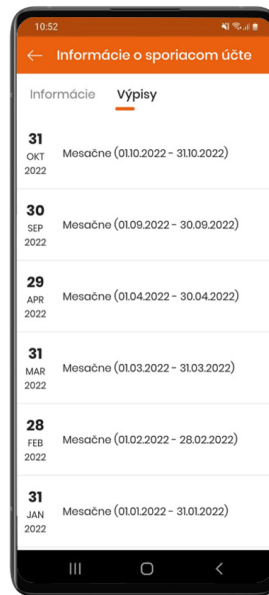 10:52
Informácie o sporiacom účte
Informácie Výpisy
31
OKT
2022
Mesačne (01.10.2022 - 31.10.2022)
30
SEP
2022
Mesačne (01.09.2022 - 30.09.2022)
29
APR
2022
Mesačne (01.04.2022 - 30.04.2022)
31
MAR
2022
Mesačne (01.03.2022 - 31.03.2022)
28
FEB
2022
Mesačne (01.02.2022 - 28.02.2022)
31
JAN
2022
Mesačne (01.01.2022 - 31.01.2022)